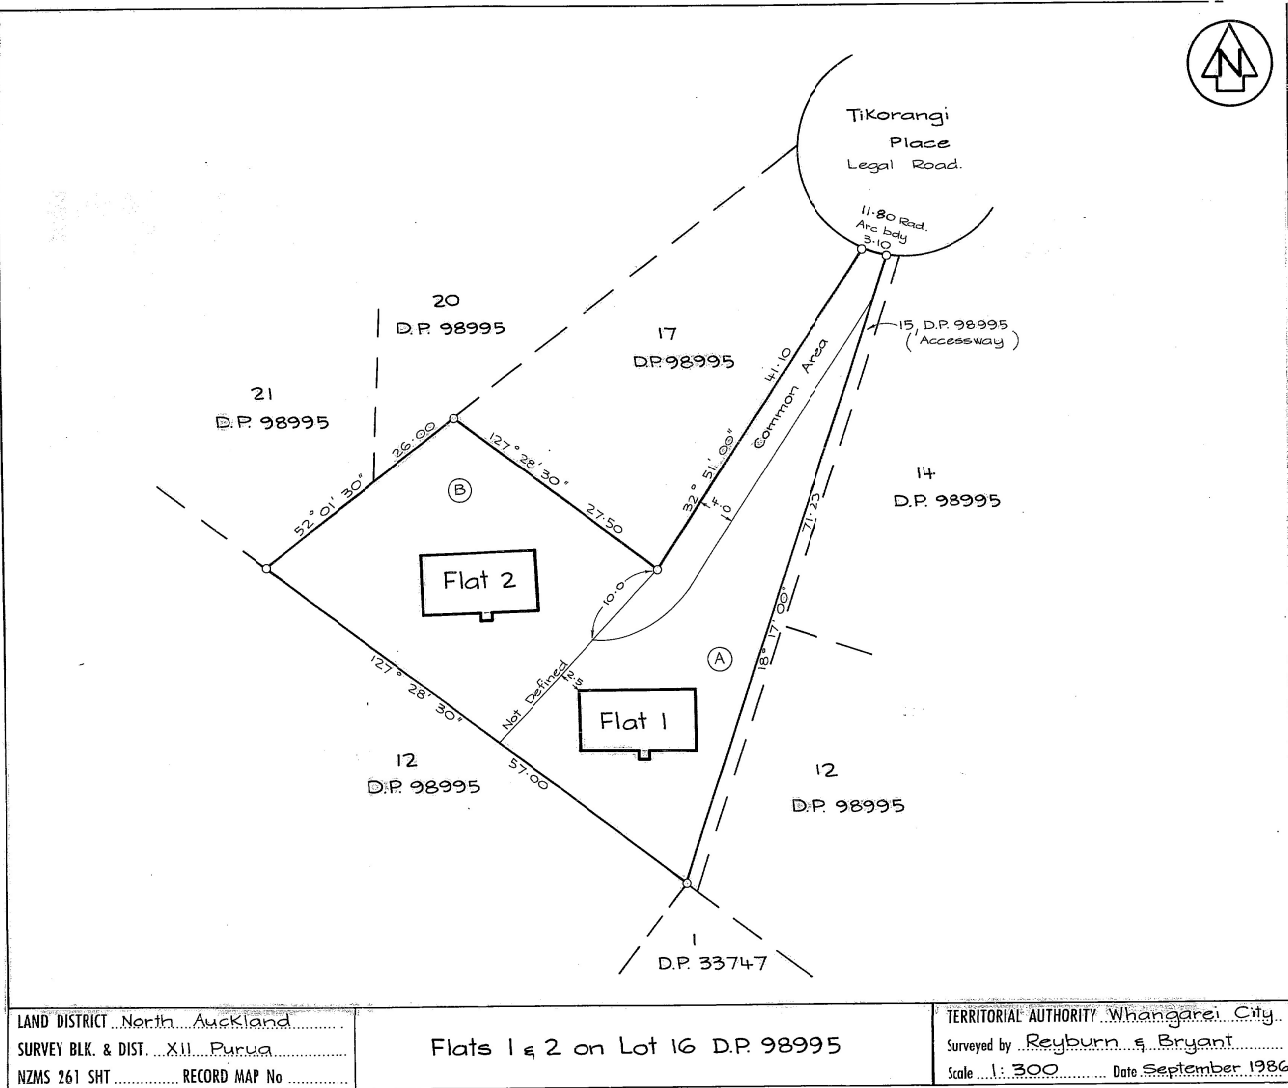 N
Tikorangi
Place
Legal Road.
11·80 Rad.
Arc bdy
3·10
20
D.P. 98995
17
D.P. 98995
15, D.P. 98995
(Accessway)
21
D.P. 98995
26·00
52° 01' 30"
127° 28' 30"
27·50
41·10
32° 51' 00"
Common Area
4·0
14
D.P. 98995
71·23
18° 17' 00"
B
Flat 2
10·0
A
Not Defined
2·5
Flat 1
127° 28' 30"
57·00
12
D.P. 98995
12
D.P. 98995
1
D.P. 33747
LAND DISTRICT North Auckland
SURVEY BLK. & DIST. XII Purua
NZMS 261 SHT RECORD MAP No
Flats 1 & 2 on Lot 16 D.P. 98995
TERRITORIAL AUTHORITY Whangarei City
Surveyed by Reyburn & Bryant
Scale 1:300 Date September 1986